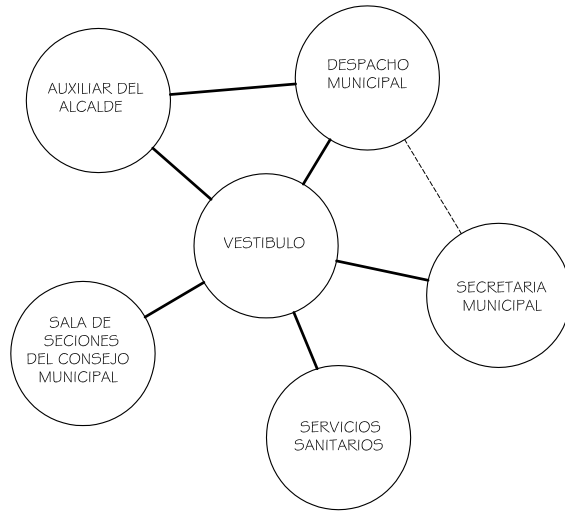 AUXILIAR DEL
ALCALDE
DESPACHO
MUNICIPAL
VESTIBULO
SECRETARIA
MUNICIPAL
SALA DE
SECIONES
DEL CONSEJO
MUNICIPAL
SERVICIOS
SANITARIOS